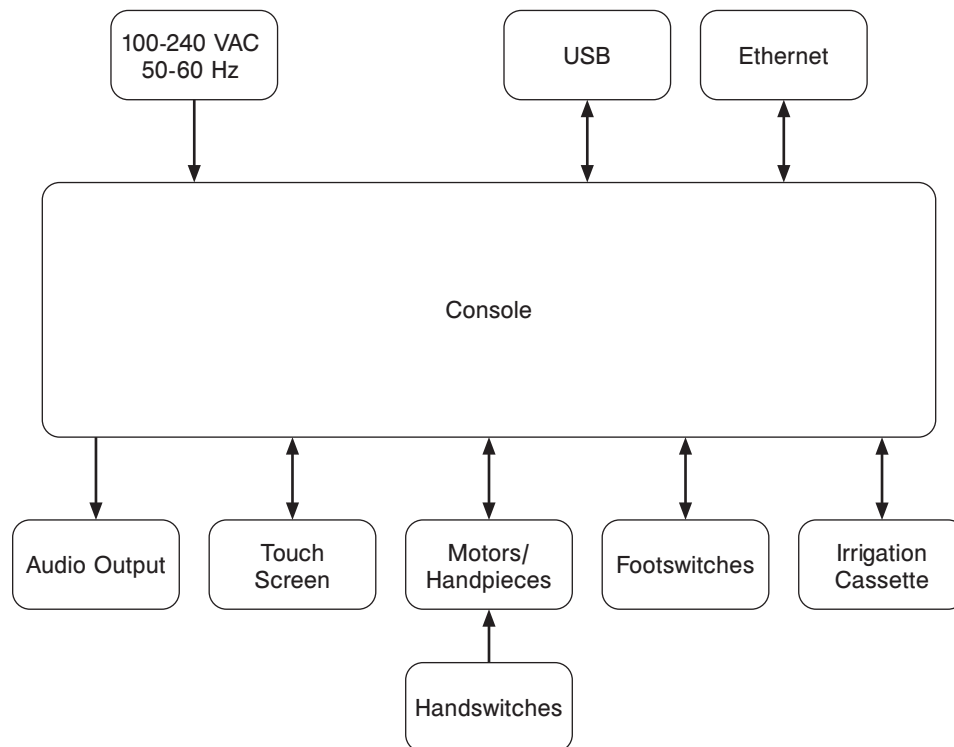 100-240 VAC
50-60 Hz
USB
Ethernet
Console
Audio Output
Touch
Screen
Motors/
Handpieces
Footswitches
Irrigation
Cassette
Handswitches